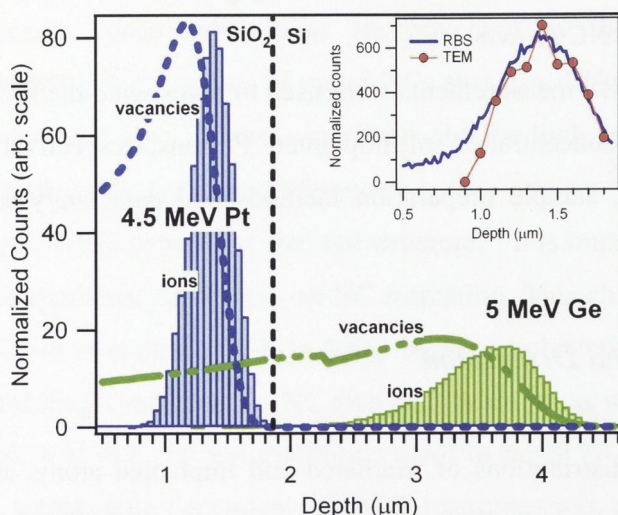 Normalized Counts (arb. scale)
80
60
40
20
0
SiO2 Si
vacancies
4.5 MeV Pt
ions
vacancies
5 MeV Ge
ions
1
2
3
4
Depth (μm)
Normalized Counts
600
400
200
0
RBS
TEM
0.5
1.0
1.5
Depth (μm)